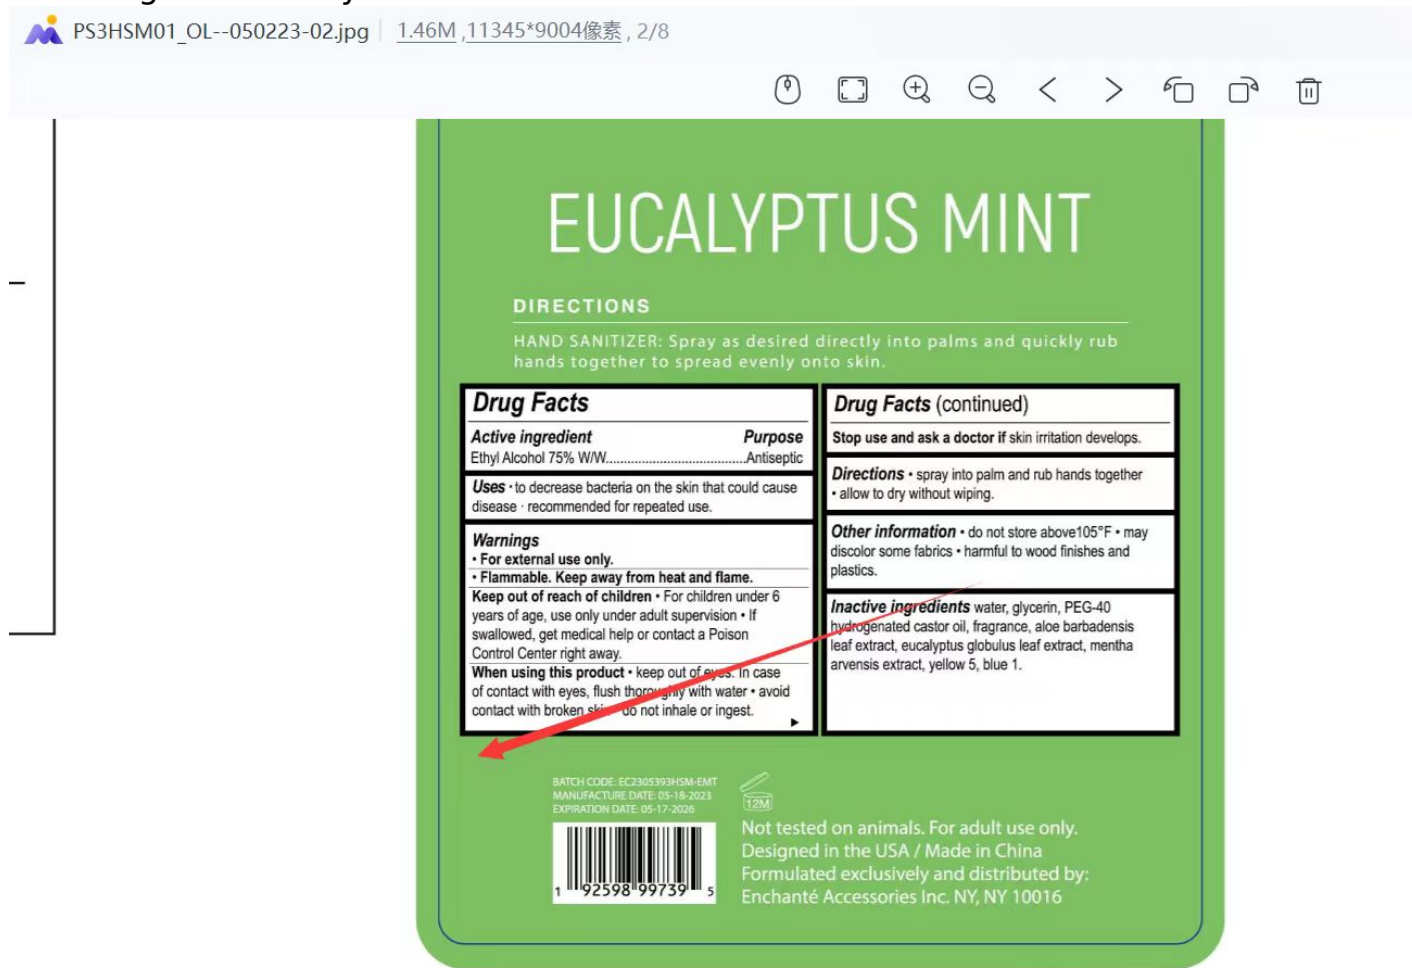 PS3HSM01_OL--050223-02.jpg 1.46M ,11345*9004像素 , 2/8
EUCALYPTUS MINT
DIRECTIONS
HAND SANITIZER: Spray as desired directly into palms and quickly rub
hands together to spread evenly onto skin.
Drug Facts
Active ingredient Purpose
Ethyl Alcohol 75% W/W........................................Antiseptic
Uses · to decrease bacteria on the skin that could cause
disease · recommended for repeated use.
Warnings
• For external use only.
• Flammable. Keep away from heat and flame.
Keep out of reach of children • For children under 6
years of age, use only under adult supervision • If
swallowed, get medical help or contact a Poison
Control Center right away.
When using this product • keep out of eyes. In case
of contact with eyes, flush thoroughly with water • avoid
contact with broken skin do not inhale or ingest.
Drug Facts (continued)
Stop use and ask a doctor if skin irritation develops.
Directions • spray into palm and rub hands together
• allow to dry without wiping.
Other information • do not store above105°F • may
discolor some fabrics • harmful to wood finishes and
plastics.
Inactive ingredients water, glycerin, PEG-40
hydrogenated castor oil, fragrance, aloe barbadensis
leaf extract, eucalyptus globulus leaf extract, mentha
arvensis extract, yellow 5, blue 1.
BATCH CODE: EC2305393HSM-EMT
MANUFACTURE DATE: 05-18-2023
EXPIRATION DATE: 05-17-2026
1 92598 99739 5
12M
Not tested on animals. For adult use only.
Designed in the USA / Made in China
Formulated exclusively and distributed by:
Enchanté Accessories Inc. NY, NY 10016